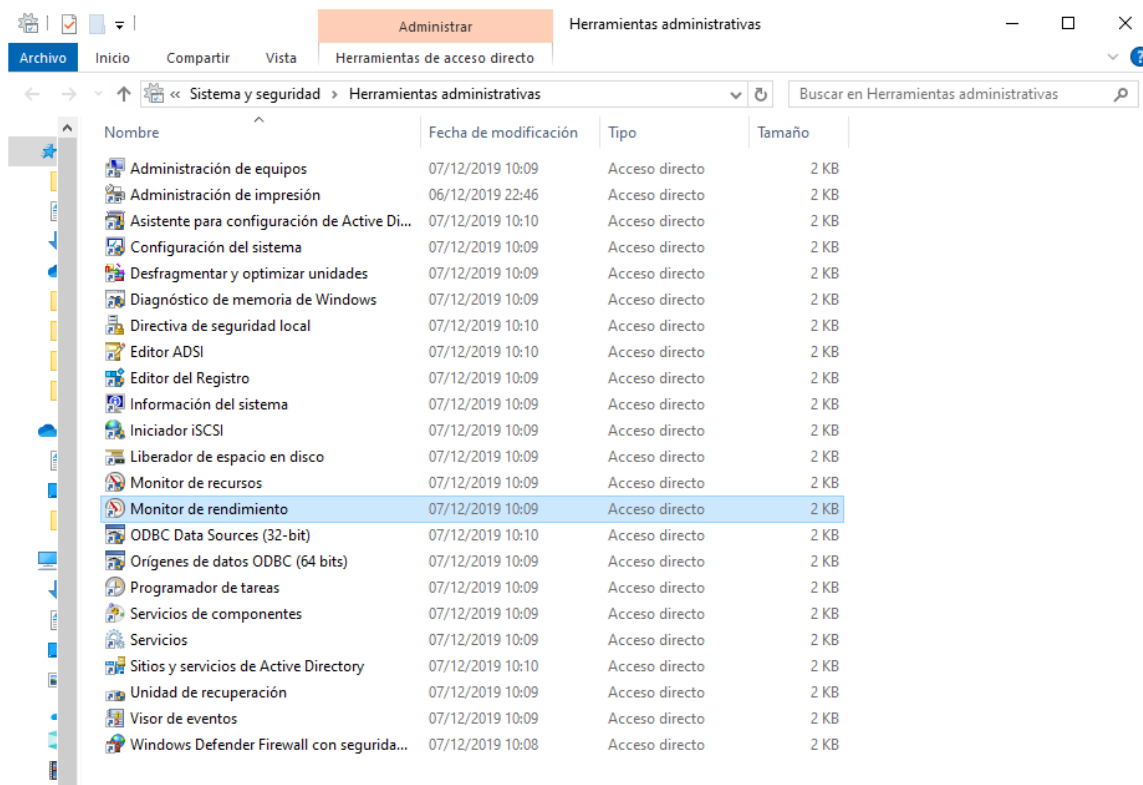 Administrar Herramientas administrativas
Archivo Inicio Compartir Vista Herramientas de acceso directo ?
« Sistema y seguridad > Herramientas administrativas Buscar en Herramientas administrativas
Nombre Fecha de modificación Tipo Tamaño
Administración de equipos 07/12/2019 10:09 Acceso directo 2 KB
Administración de impresión 06/12/2019 22:46 Acceso directo 2 KB
Asistente para configuración de Active Di... 07/12/2019 10:10 Acceso directo 2 KB
Configuración del sistema 07/12/2019 10:09 Acceso directo 2 KB
Desfragmentar y optimizar unidades 07/12/2019 10:09 Acceso directo 2 KB
Diagnóstico de memoria de Windows 07/12/2019 10:09 Acceso directo 2 KB
Directiva de seguridad local 07/12/2019 10:10 Acceso directo 2 KB
Editor ADSI 07/12/2019 10:10 Acceso directo 2 KB
Editor del Registro 07/12/2019 10:09 Acceso directo 2 KB
Información del sistema 07/12/2019 10:09 Acceso directo 2 KB
Iniciador iSCSI 07/12/2019 10:09 Acceso directo 2 KB
Liberador de espacio en disco 07/12/2019 10:09 Acceso directo 2 KB
Monitor de recursos 07/12/2019 10:09 Acceso directo 2 KB
Monitor de rendimiento 07/12/2019 10:09 Acceso directo 2 KB
ODBC Data Sources (32-bit) 07/12/2019 10:10 Acceso directo 2 KB
Orígenes de datos ODBC (64 bits) 07/12/2019 10:09 Acceso directo 2 KB
Programador de tareas 07/12/2019 10:09 Acceso directo 2 KB
Servicios de componentes 07/12/2019 10:09 Acceso directo 2 KB
Servicios 07/12/2019 10:09 Acceso directo 2 KB
Sitios y servicios de Active Directory 07/12/2019 10:10 Acceso directo 2 KB
Unidad de recuperación 07/12/2019 10:09 Acceso directo 2 KB
Visor de eventos 07/12/2019 10:09 Acceso directo 2 KB
Windows Defender Firewall con segurida... 07/12/2019 10:08 Acceso directo 2 KB